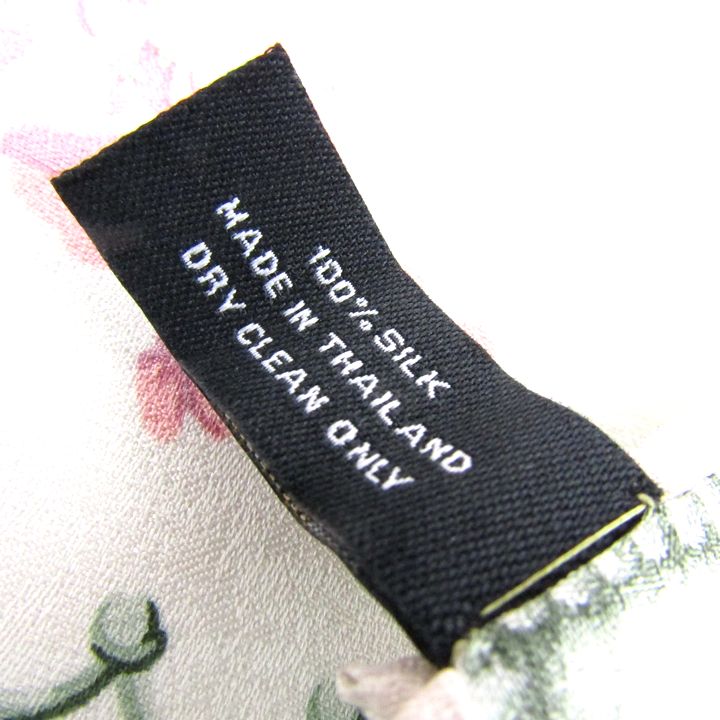 100% SILK
MADE IN THAILAND
DRY CLEAN ONLY